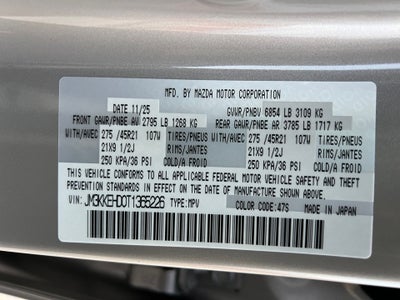 MFD. BY MAZDA MOTOR CORPORATION
DATE 11/25 GVWR/PNBV 6854 LB 3109 KG
FRONT GAWR/PNBE AV 2795 LB 1268 KG REAR GAWR/PNBE AR 3785 LB 1717 KG
WITH/AVEC 275 /45R21 107W TIRES/PNEUS WITH/AVEC 275 /45R21 107W TIRES/PNEUS
21X9 1/2J RIMS/JANTES 21X9 1/2J RIMS/JANTES
250 KPA/36 PSI COLD/A FROID 250 KPA/36 PSI COLD/A FROID
THIS VEHICLE CONFORMS TO ALL APPLICABLE FEDERAL MOTOR VEHICLE SAFETY AND THEFT
PREVENTION STANDARDS IN EFFECT ON THE DATE OF MANUFACTURE SHOWN ABOVE.
VIN: JM3KKEHD0T1365226 TYPE:MPV COLOR CODE:47S MADE IN JAPAN